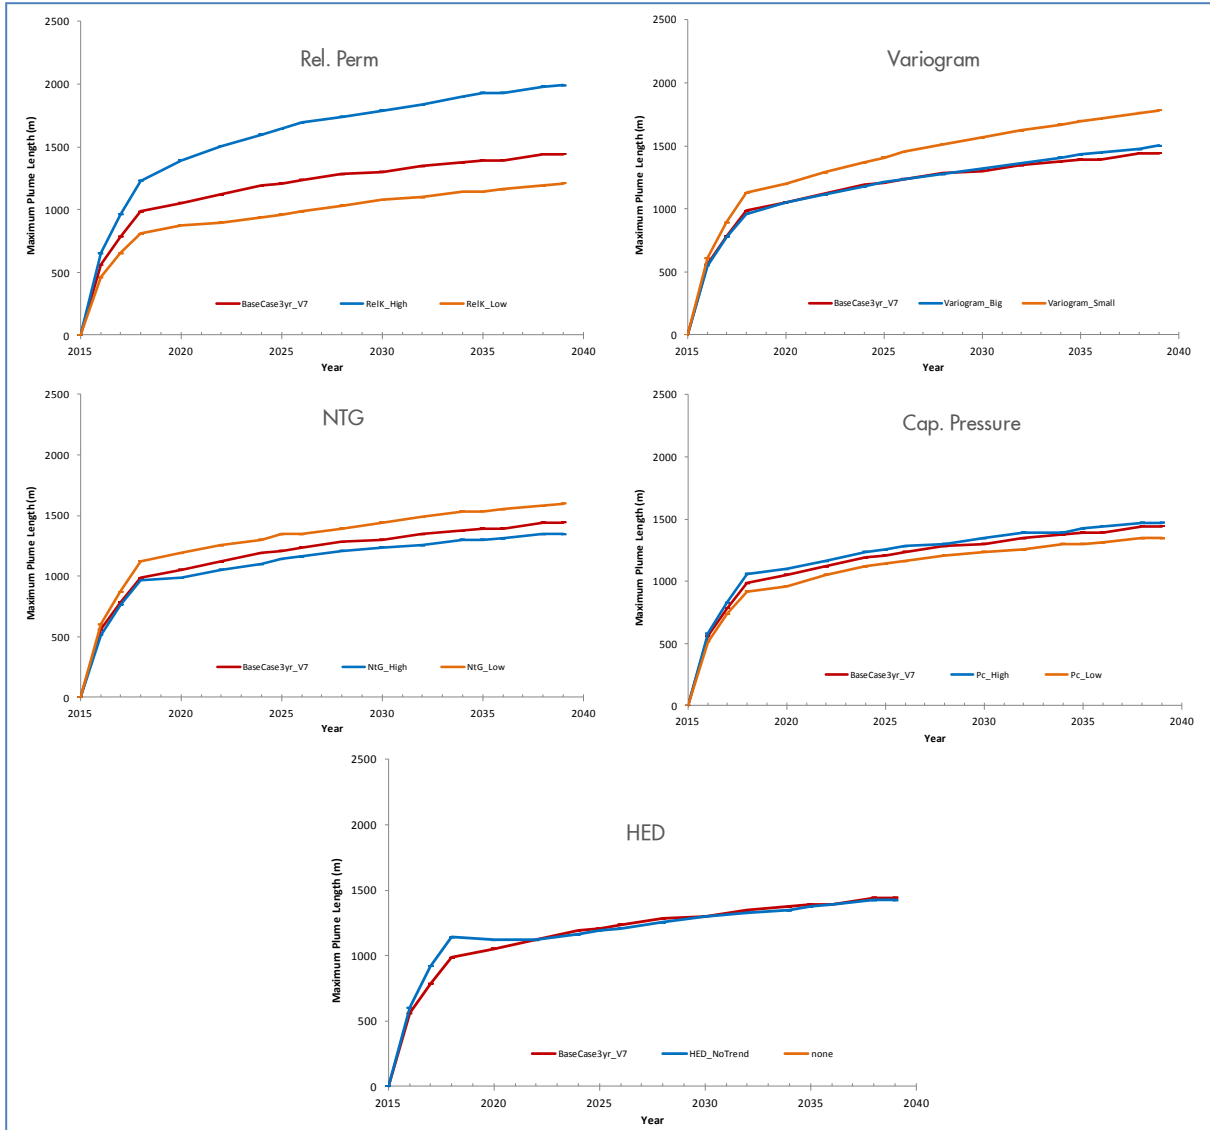 Rel. Perm
Maximum Plume Length (m)
2500
2000
1500
1000
500
0
BaseCase3yr_V7 RelK_High RelK_Low
2015 2020 2025 2030 2035 2040
Year
Variogram
Maximum Plume Length (m)
2500
2000
1500
1000
500
0
BaseCase3yr_V7 Variogram_Big Variogram_Small
2015 2020 2025 2030 2035 2040
Year
NTG
Maximum Plume Length (m)
2500
2000
1500
1000
500
0
BaseCase3yr_V7 NtG_High NtG_Low
2015 2020 2025 2030 2035 2040
Year
Cap. Pressure
Maximum Plume Length (m)
2500
2000
1500
1000
500
0
BaseCase3yr_V7 Pc_High Pc_Low
2015 2020 2025 2030 2035 2040
Year
HED
Maximum Plume Length (m)
2500
2000
1500
1000
500
0
BaseCase3yr_V7 HED_NoTrend none
2015 2020 2025 2030 2035 2040
Year